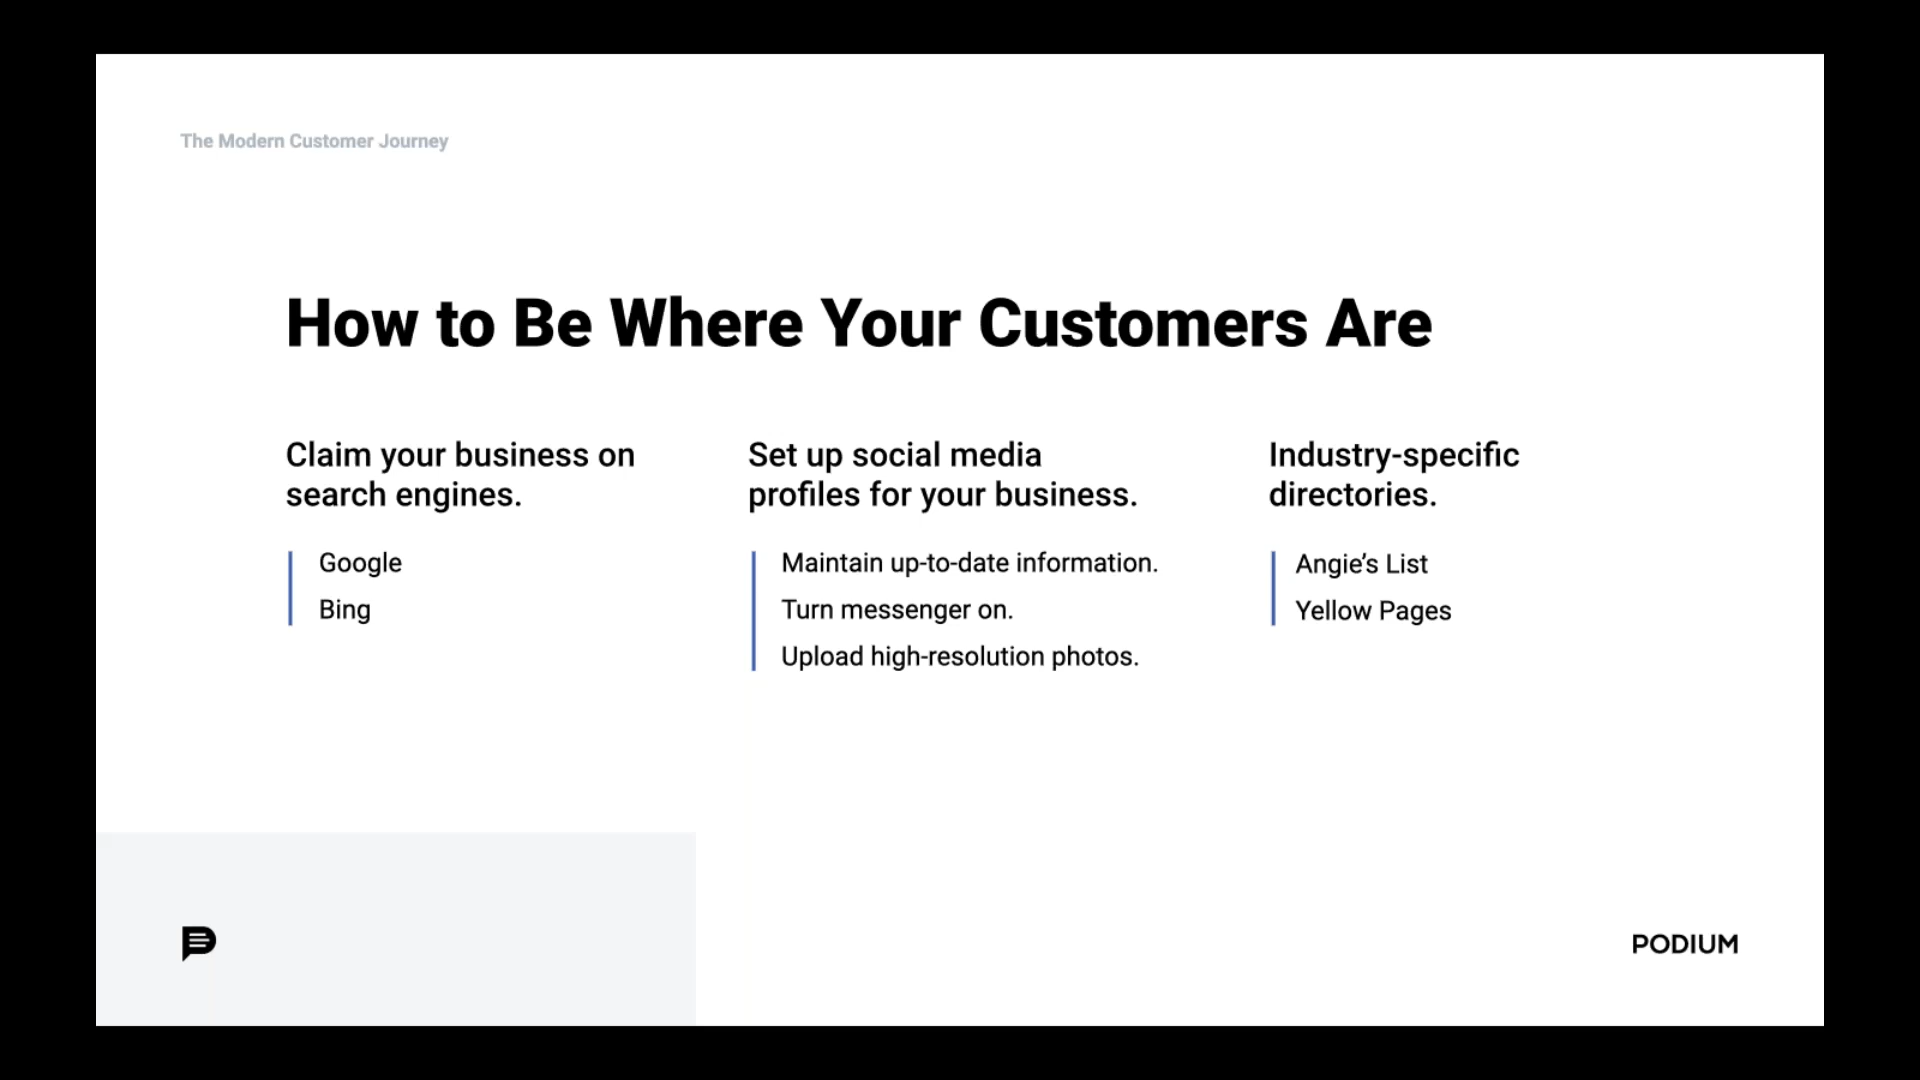 The Modern Customer Journey
How to Be Where Your Customers Are
Claim your business on
search engines.
Google
Bing
Set up social media
profiles for your business.
Maintain up-to-date information.
Turn messenger on.
Upload high-resolution photos.
Industry-specific
directories.
Angie’s List
Yellow Pages
PODIUM